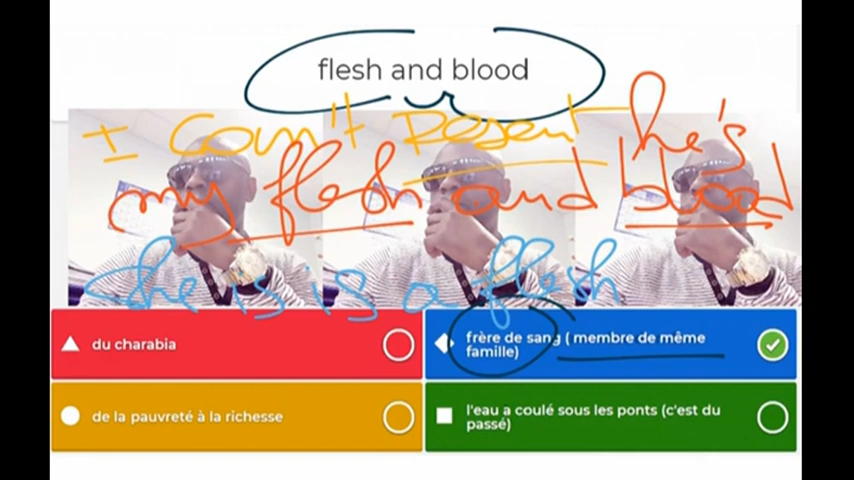 flesh and blood
I can't resent he's
my flesh and blood
he is is a flesh
du charabia
frère de sang ( membre de même
famille)
de la pauvreté à la richesse
l'eau a coulé sous les ponts (c'est du
passé)